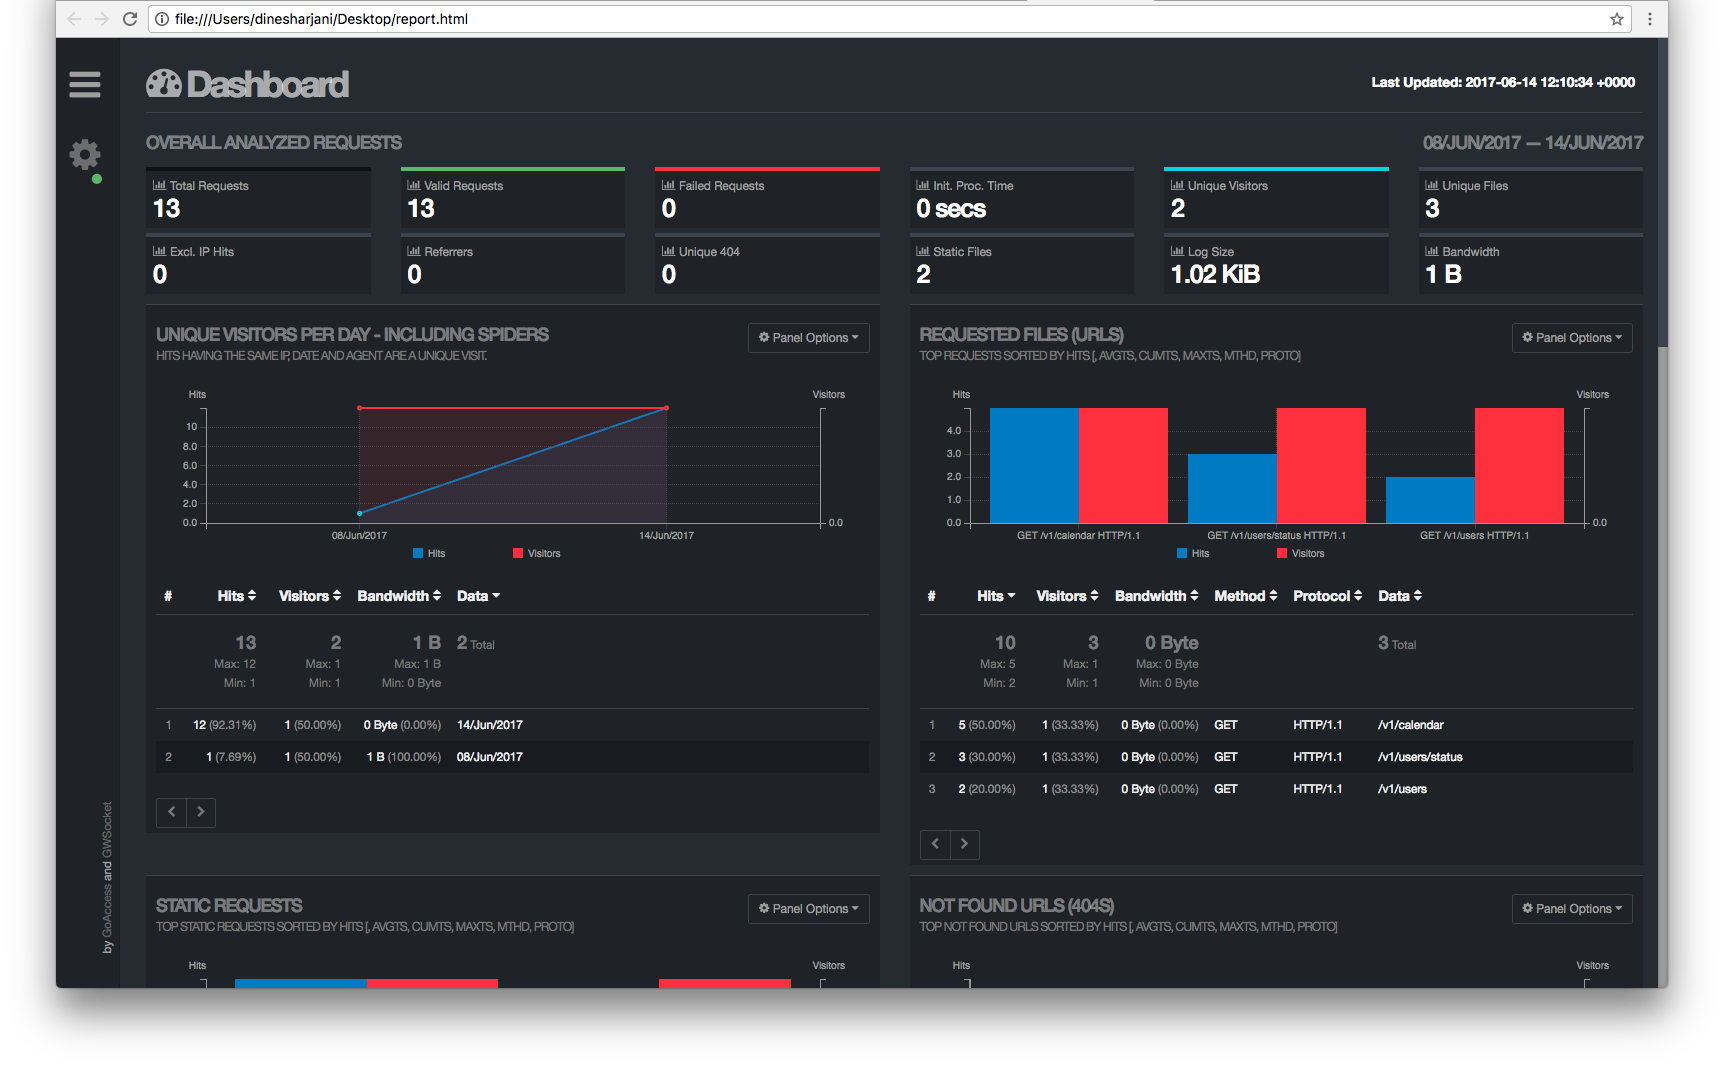 file:///Users/dinesharjani/Desktop/report.html
Dashboard
Last Updated: 2017-06-14 12:10:34 +0000
OVERALL ANALYZED REQUESTS
08/JUN/2017 — 14/JUN/2017
Total Requests
13
Valid Requests
13
Failed Requests
0
Init. Proc. Time
0 secs
Unique Visitors
2
Unique Files
3
Excl. IP Hits
0
Referrers
0
Unique 404
0
Static Files
2
Log Size
1.02 KiB
Bandwidth
1 B
UNIQUE VISITORS PER DAY - INCLUDING SPIDERS
HITS HAVING THE SAME IP, DATE AND AGENT ARE A UNIQUE VISIT.
Panel Options
Hits
Visitors
10
8.0
6.0
4.0
2.0
0.0
0.0
08/Jun/2017
14/Jun/2017
Hits
Visitors
# Hits Visitors Bandwidth Data
13 2 1 B 2 Total
Max: 12 Max: 1 Max: 1 B
Min: 1 Min: 1 Min: 0 Byte
1 12 (92.31%) 1 (50.00%) 0 Byte (0.00%) 14/Jun/2017
2 1 (7.69%) 1 (50.00%) 1 B (100.00%) 08/Jun/2017
REQUESTED FILES (URLS)
TOP REQUESTS SORTED BY HITS [, AVGTS, CUMTS, MAXTS, MTHD, PROTO]
Panel Options
Hits
Visitors
4.0
3.0
2.0
1.0
0.0
0.0
GET /v1/calendar HTTP/1.1
GET /v1/users/status HTTP/1.1
GET /v1/users HTTP/1.1
Hits
Visitors
# Hits Visitors Bandwidth Method Protocol Data
10 3 0 Byte 3 Total
Max: 5 Max: 1 Max: 0 Byte
Min: 2 Min: 1 Min: 0 Byte
1 5 (50.00%) 1 (33.33%) 0 Byte (0.00%) GET HTTP/1.1 /v1/calendar
2 3 (30.00%) 1 (33.33%) 0 Byte (0.00%) GET HTTP/1.1 /v1/users/status
3 2 (20.00%) 1 (33.33%) 0 Byte (0.00%) GET HTTP/1.1 /v1/users
by GoAccess and GWSocket
STATIC REQUESTS
TOP STATIC REQUESTS SORTED BY HITS [, AVGTS, CUMTS, MAXTS, MTHD, PROTO]
Panel Options
Hits
Visitors
NOT FOUND URLS (404S)
TOP NOT FOUND URLS SORTED BY HITS [, AVGTS, CUMTS, MAXTS, MTHD, PROTO]
Panel Options
Hits
Visitors